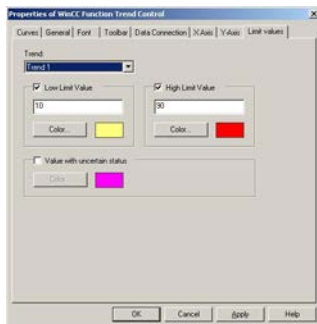 Properties of WinCC Function Trend Control
Curves General Font Toolbar Data Connection X Axis Y-Axis Limit values
Trend:
Trend 1
Low Limit Value High Limit Value
10 90
Color... Color...
Value with uncertain status
Color...
OK Cancel Apply Help